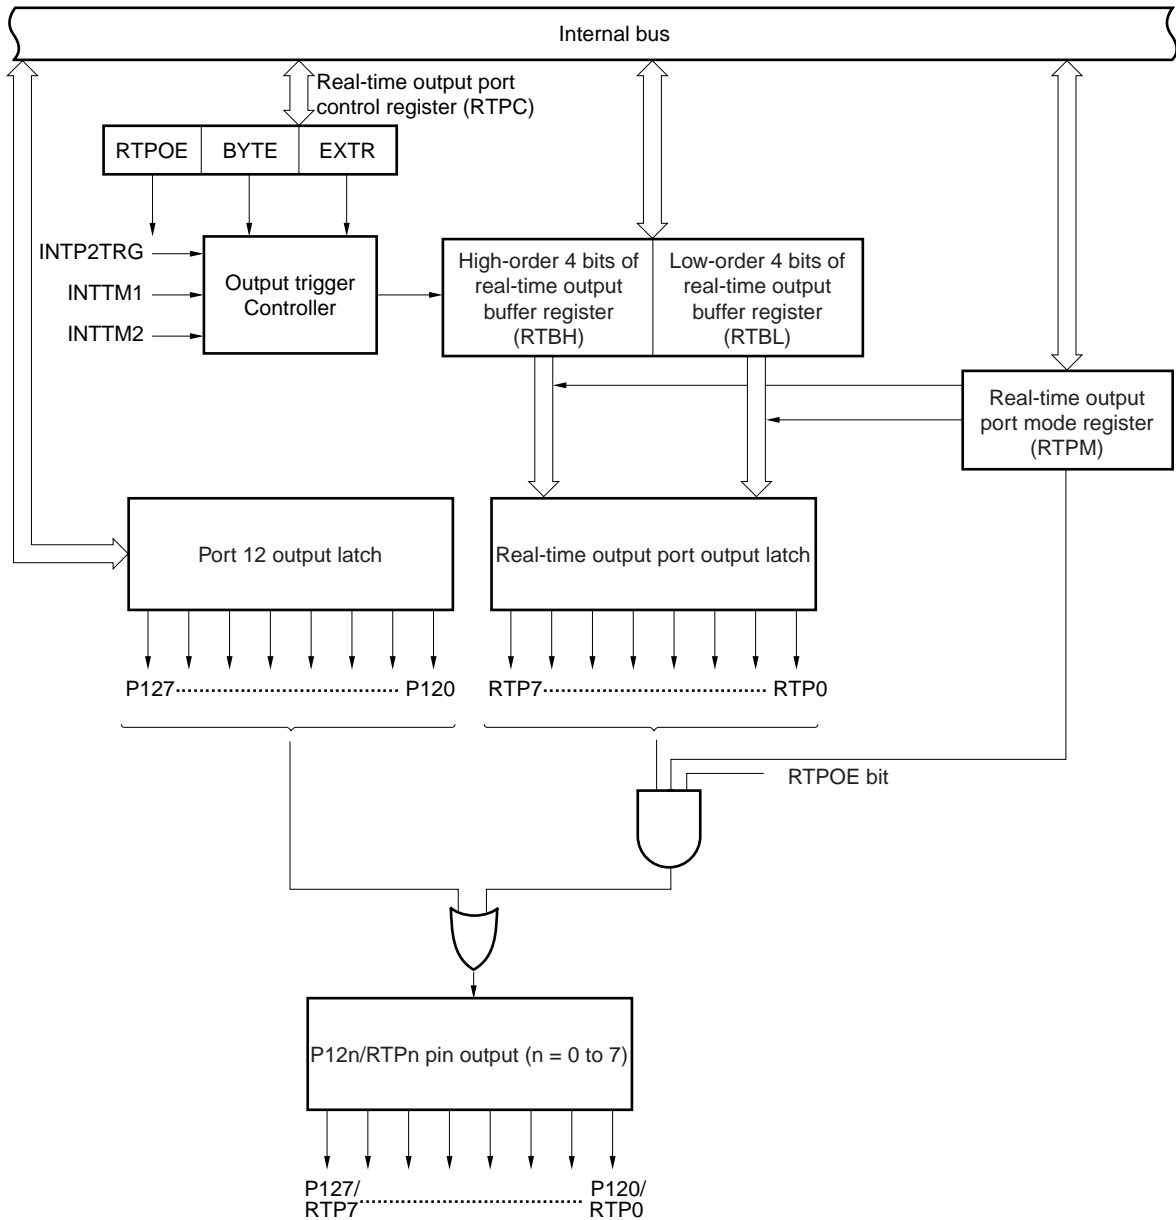 Internal bus
Real-time output port
control register (RTPC)
RTPOE
BYTE
EXTR
INTP2TRG
INTTM1
INTTM2
Output trigger
Controller
High-order 4 bits of
real-time output
buffer register
(RTBH)
Low-order 4 bits of
real-time output
buffer register
(RTBL)
Real-time output
port mode register
(RTPM)
Port 12 output latch
Real-time output port output latch
P127
P120
RTP7
RTP0
RTPOE bit
P12n/RTPn pin output (n = 0 to 7)
P127/
RTP7
P120/
RTP0